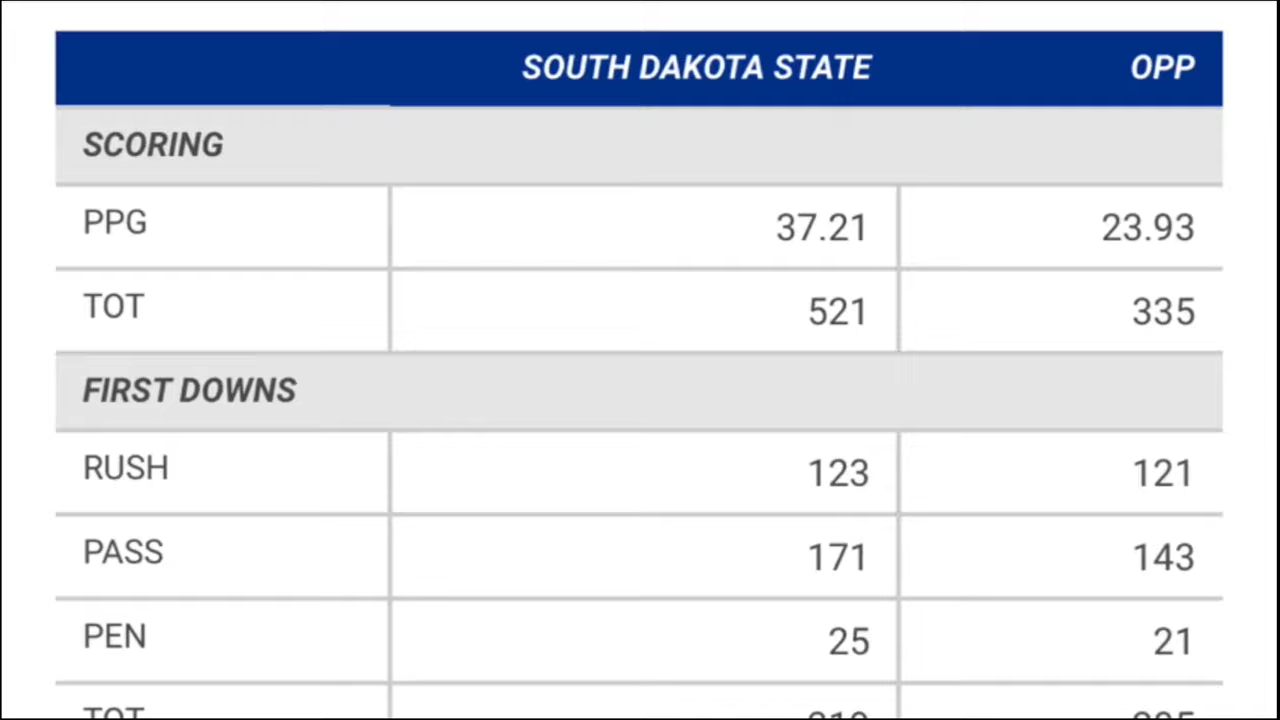 SOUTH DAKOTA STATE OPP
SCORING
PPG 37.21 23.93
TOT 521 335
FIRST DOWNS
RUSH 123 121
PASS 171 143
PEN 25 21
TOT